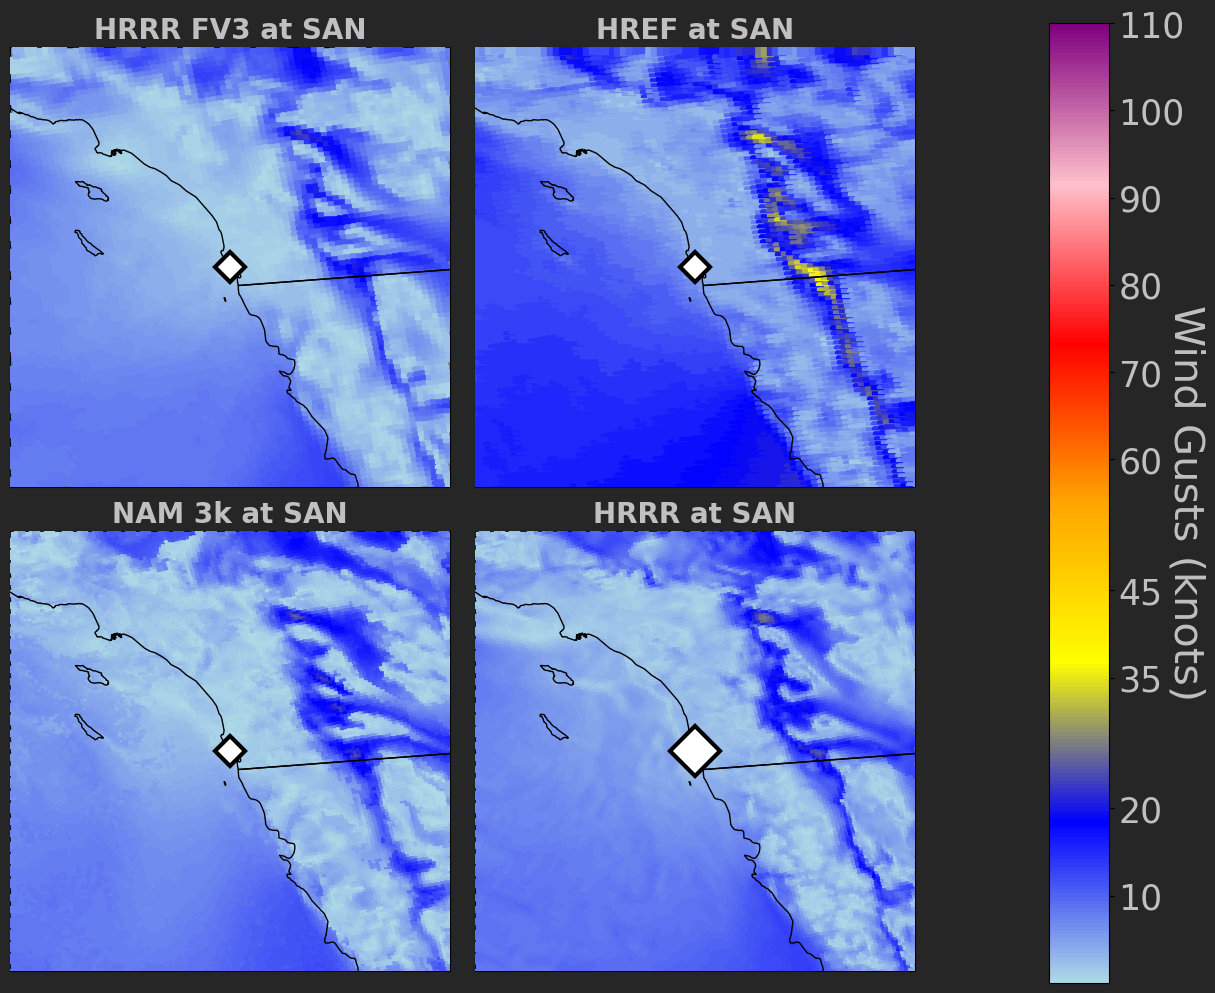 HRRR FV3 at SAN
HREF at SAN
NAM 3k at SAN
HRRR at SAN
110
100
90
80
70
60
45
35
20
10
Wind Gusts (knots)